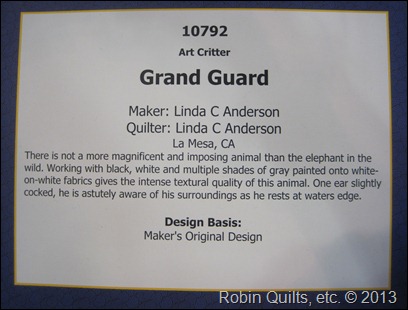 10792
Art Critter
Grand Guard
Maker: Linda C Anderson
Quilter: Linda C Anderson
La Mesa, CA
There is not a more magnificent and imposing animal than the elephant in the
wild. Working with black, white and multiple shades of gray painted onto white-
on-white fabrics gives the intense textural quality of this animal. One ear slightly
cocked, he is astutely aware of his surroundings as he rests at waters edge.
Design Basis:
Maker's Original Design
Robin Quilts, etc. © 2013